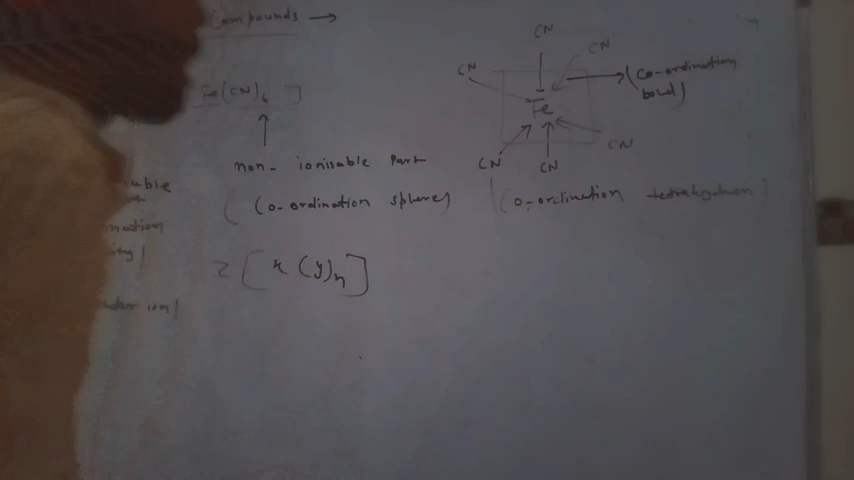 Compounds →
Fe(CN)6 ]
non-ionisable part
(Co-ordination sphere)
CN
CN
CN
Fe
CN
CN
CN
(Co-ordination
bond)
(Co-ordination
z [ x (y)n ]
ion)